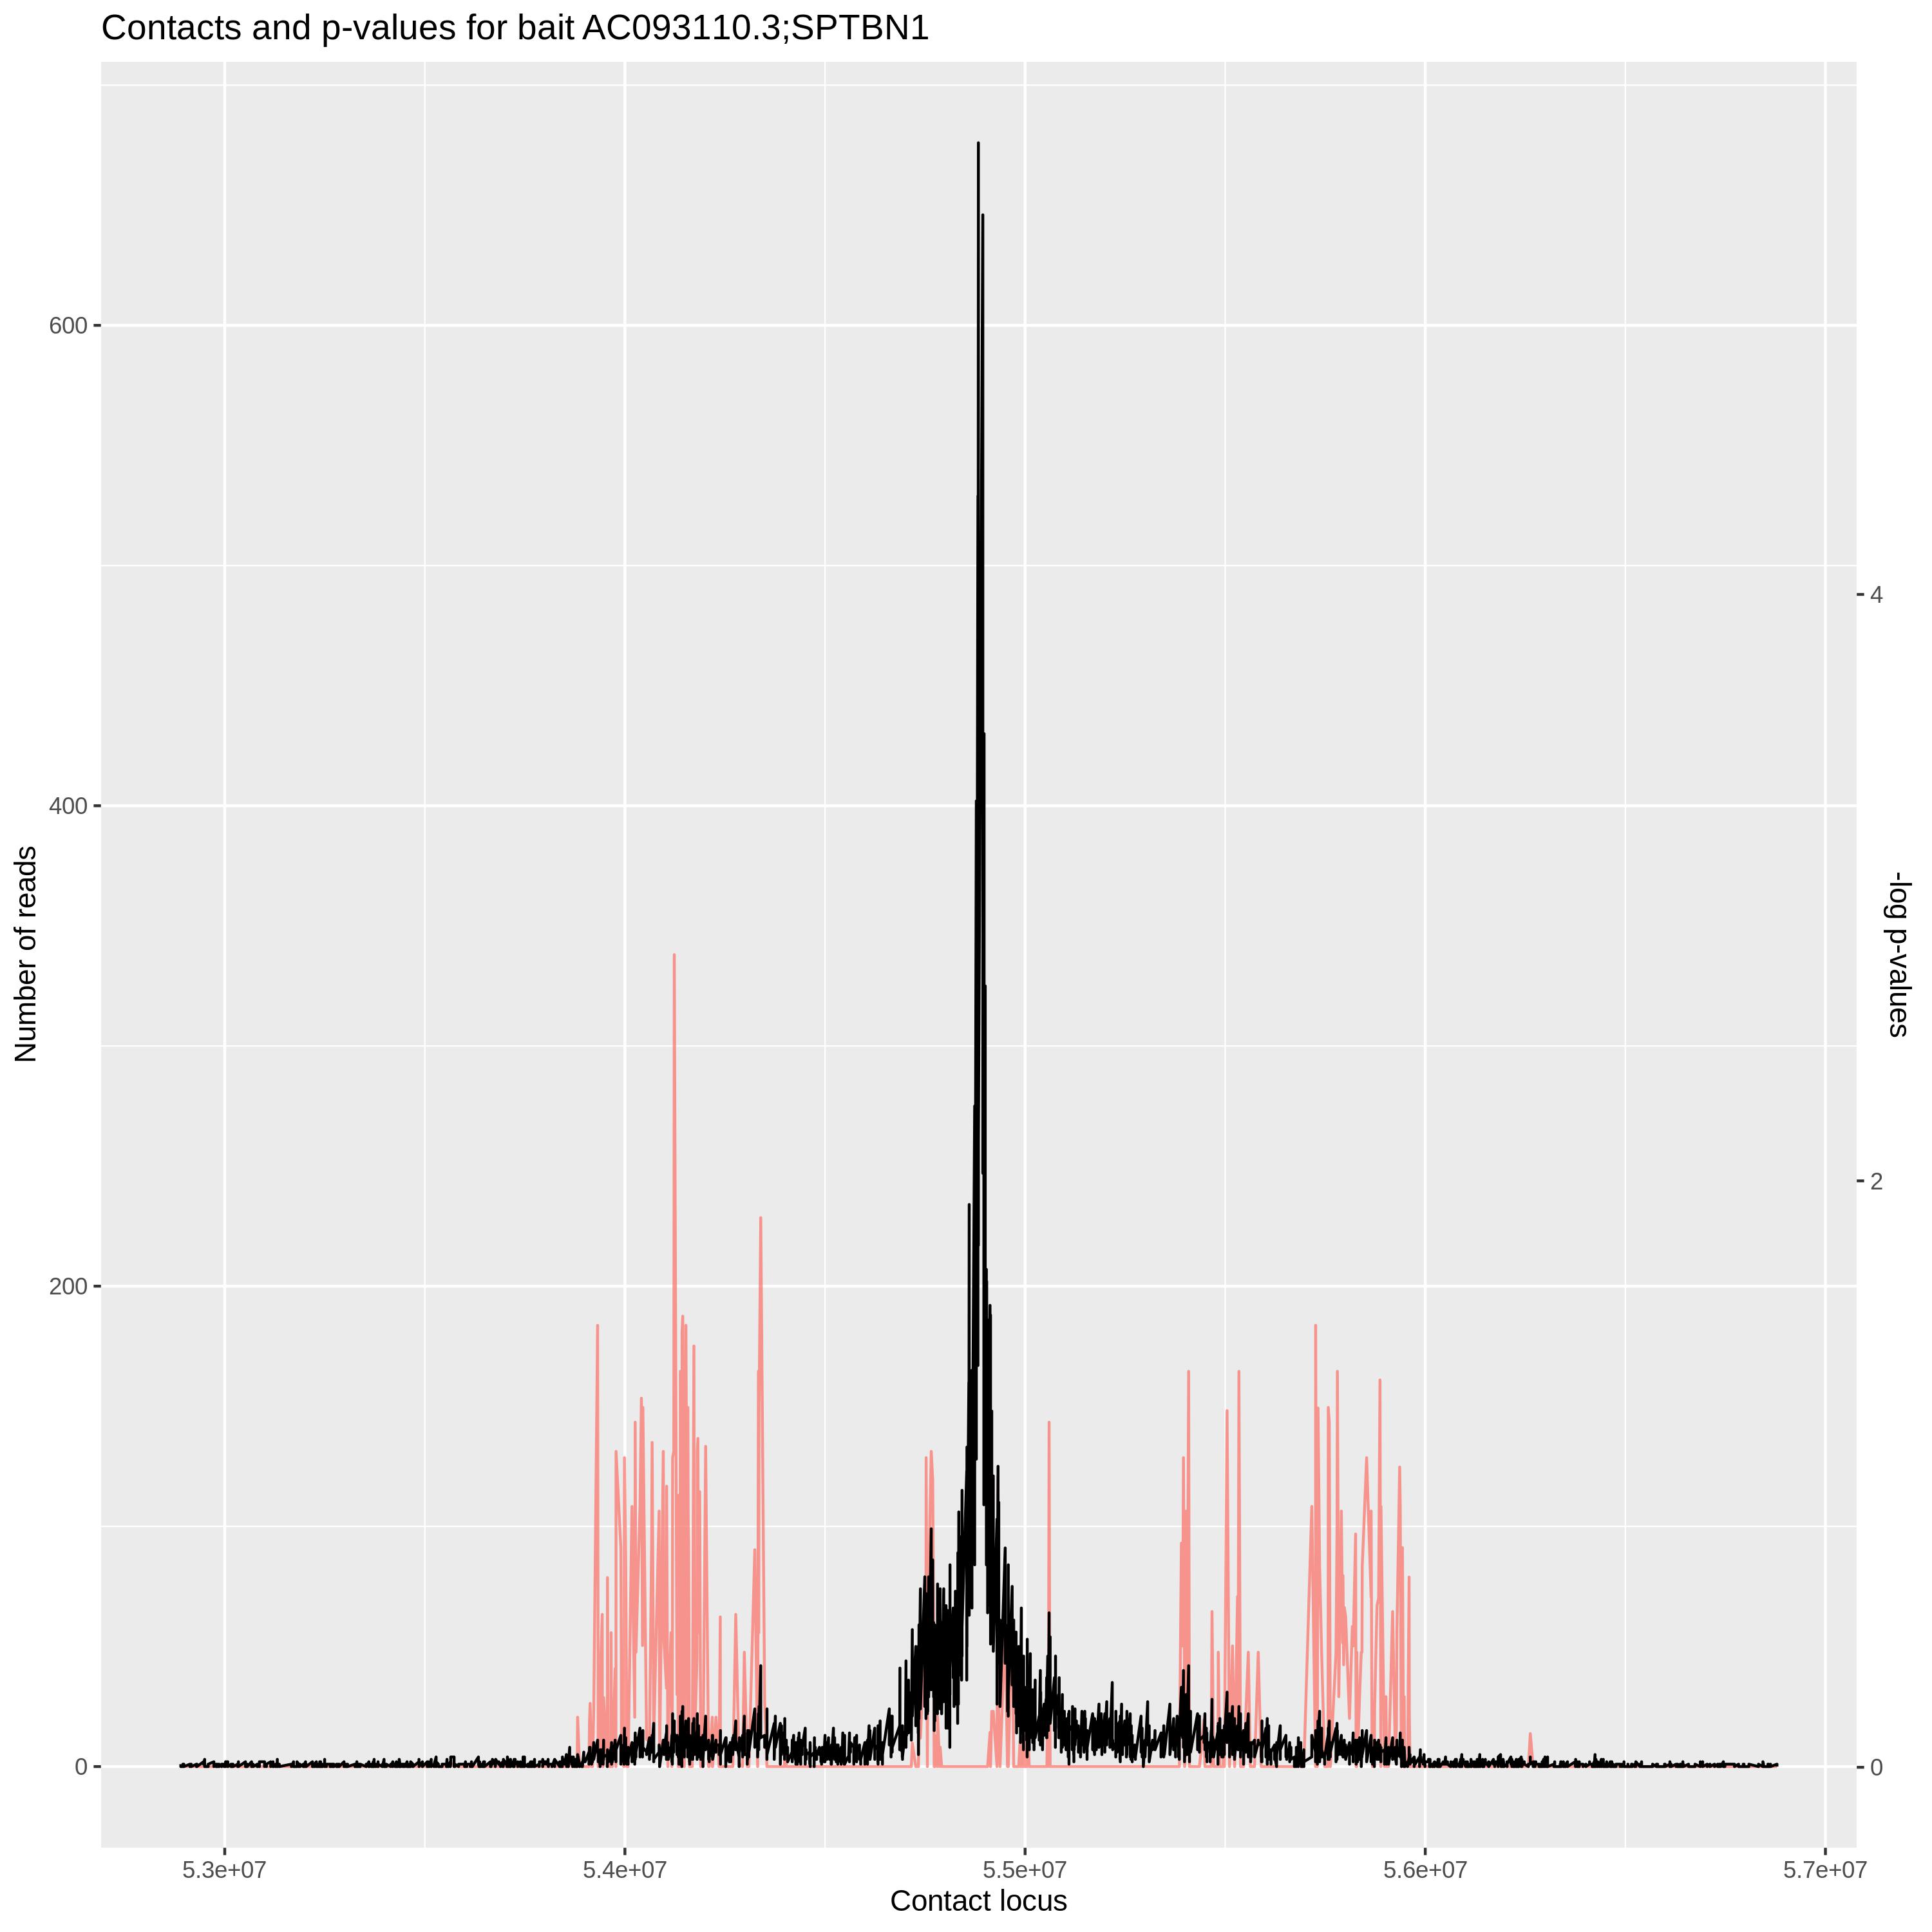 Contacts and p-values for bait AC093110.3;SPTBN1
600
400
200
0
Number of reads
4
2
0
-log p-values
5.3e+07 5.4e+07 5.5e+07 5.6e+07 5.7e+07
Contact locus